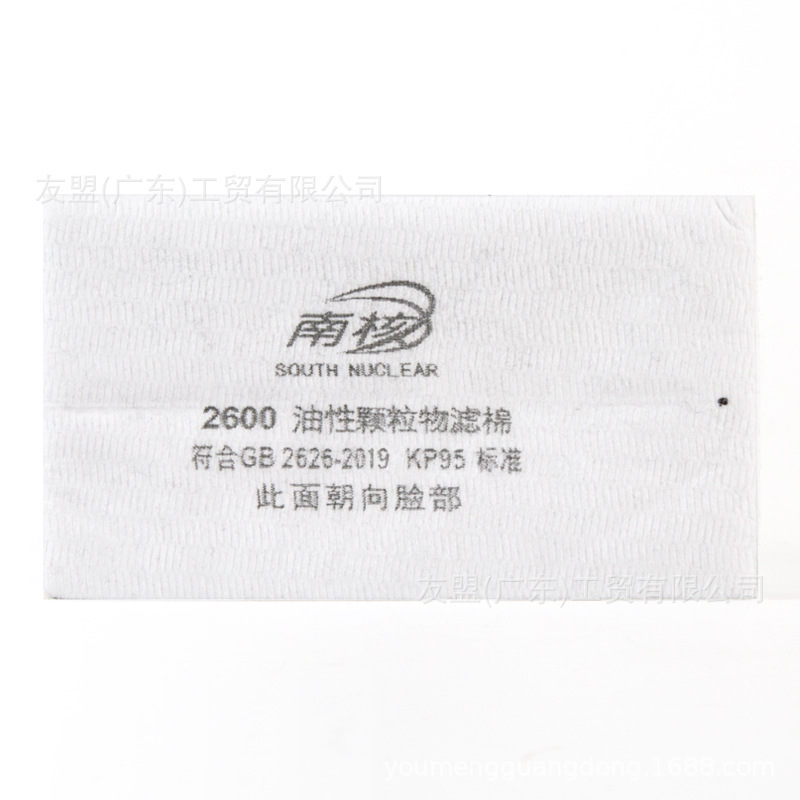 友盟(广东)工贸有限公司
南核
SOUTH NUCLEAR
2600 油性颗粒物滤棉
符合GB 2626-2019 KP95 标准
此面朝向脸部
友盟(广东)工贸有限公司
youmengguangdong.1688.com